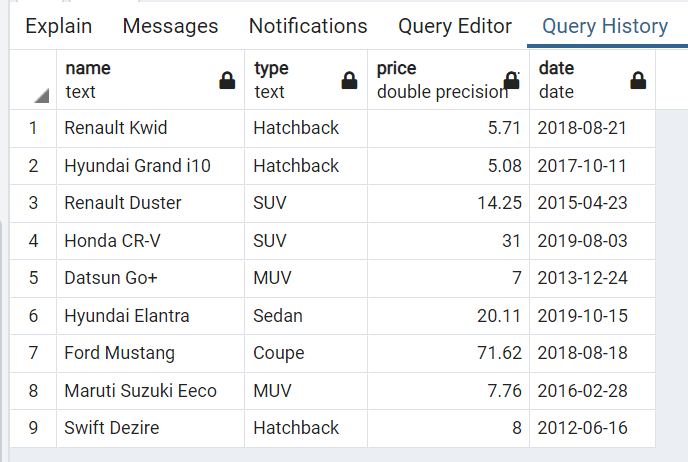 Explain Messages Notifications Query Editor Query History
name type price date
text text double precision date
1 Renault Kwid Hatchback 5.71 2018-08-21
2 Hyundai Grand i10 Hatchback 5.08 2017-10-11
3 Renault Duster SUV 14.25 2015-04-23
4 Honda CR-V SUV 31 2019-08-03
5 Datsun Go+ MUV 7 2013-12-24
6 Hyundai Elantra Sedan 20.11 2019-10-15
7 Ford Mustang Coupe 71.62 2018-08-18
8 Maruti Suzuki Eeco MUV 7.76 2016-02-28
9 Swift Dezire Hatchback 8 2012-06-16